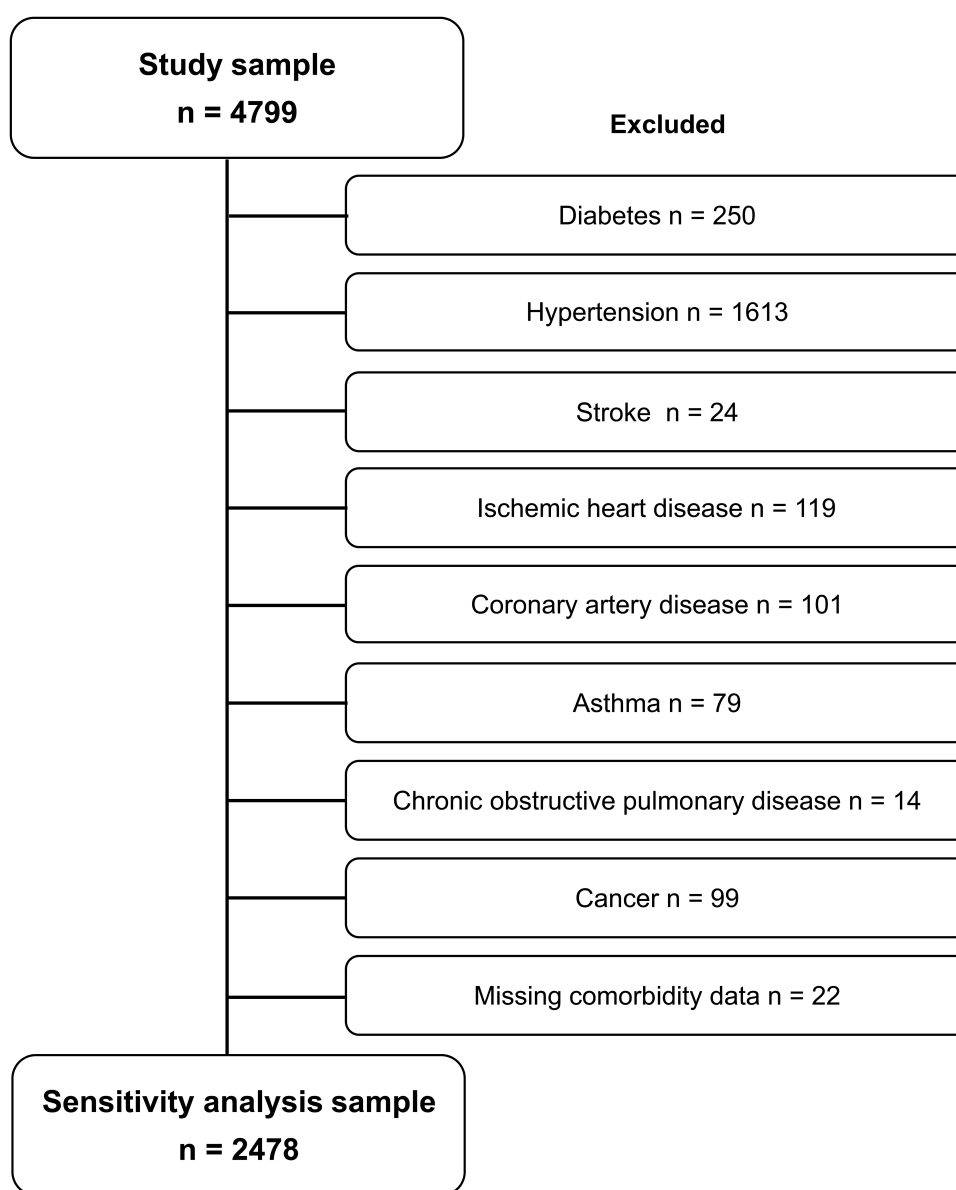 Study sample
n = 4799
Excluded
Diabetes n = 250
Hypertension n = 1613
Stroke  n = 24
Ischemic heart disease n = 119
Coronary artery disease n = 101
Asthma n = 79
Chronic obstructive pulmonary disease n = 14
Cancer n = 99
Missing comorbidity data n = 22
Sensitivity analysis sample
n = 2478